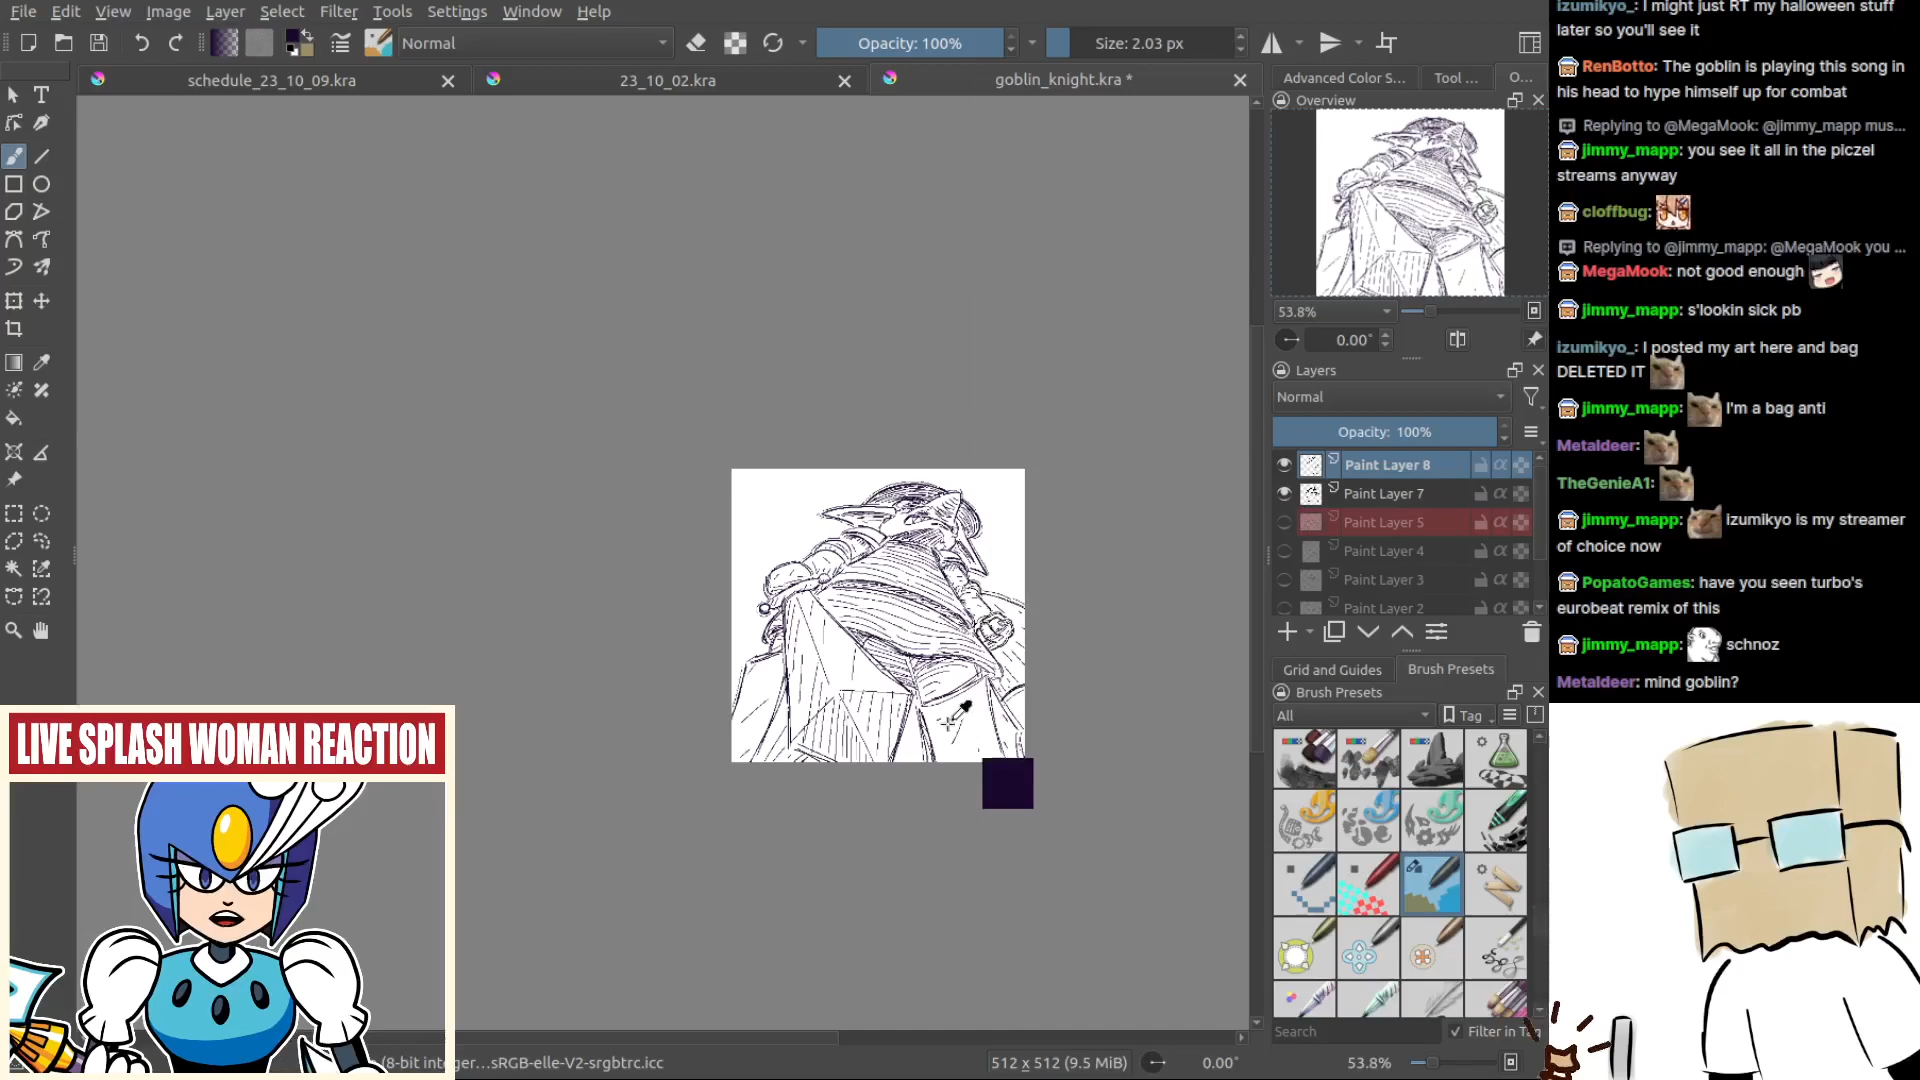 File Edit View Image Layer Select Filter Tools Settings Window Help
Normal
Opacity: 100%
Size: 2.03 px
schedule_23_10_09.kra
23_10_02.kra
goblin_knight.kra *
Advanced Color S...
Tool ...
O...
Overview
53.8%
0.00°
Layers
Normal
Opacity: 100%
Paint Layer 8
Paint Layer 7
Paint Layer 5
Paint Layer 4
Paint Layer 3
Paint Layer 2
Grid and Guides
Brush Presets
Brush Presets
All
Tag
Search
Filter in Tag
(8-bit integer...sRGB-elle-V2-srgbtrc.icc
512 x 512 (9.5 MiB)
0.00°
53.8%
LIVE SPLASH WOMAN REACTION
izumikyo_: I might just RT my halloween stuff
later so you'll see it
RenBotto: The goblin is playing this song in
his head to hype himself up for combat
Replying to @MegaMook: @jimmy_mapp mus...
jimmy_mapp: you see it all in the piczel
streams anyway
cloffbug:
Replying to @jimmy_mapp: @MegaMook you ...
MegaMook: not good enough
jimmy_mapp: s'lookin sick pb
izumikyo_: I posted my art here and bag
DELETED IT
jimmy_mapp: I'm a bag anti
Metaldeer:
TheGenieA1:
jimmy_mapp: izumikyo is my streamer
of choice now
PopatoGames: have you seen turbo's
eurobeat remix of this
jimmy_mapp: schnoz
Metaldeer: mind goblin?